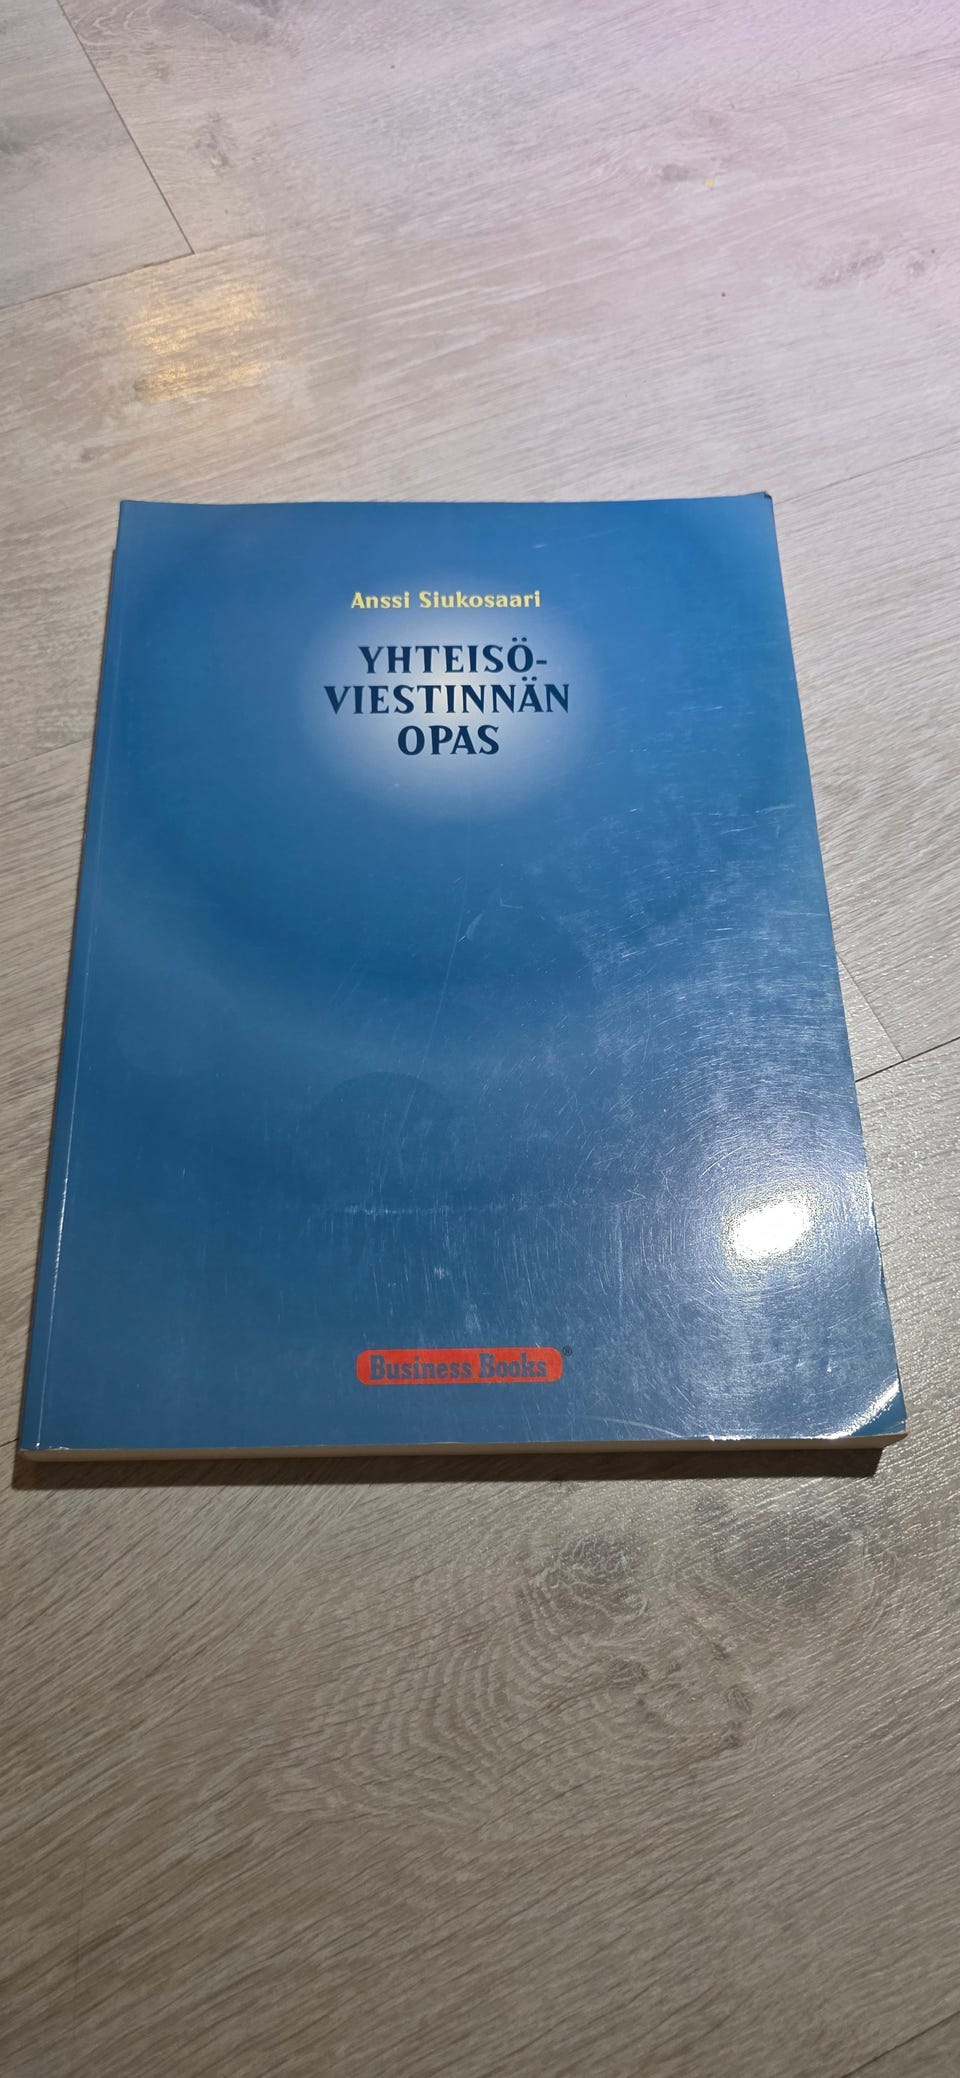 Anssi Siukosaari
YHTEISÖ-
VIESTINNÄN
OPAS
Business Books®